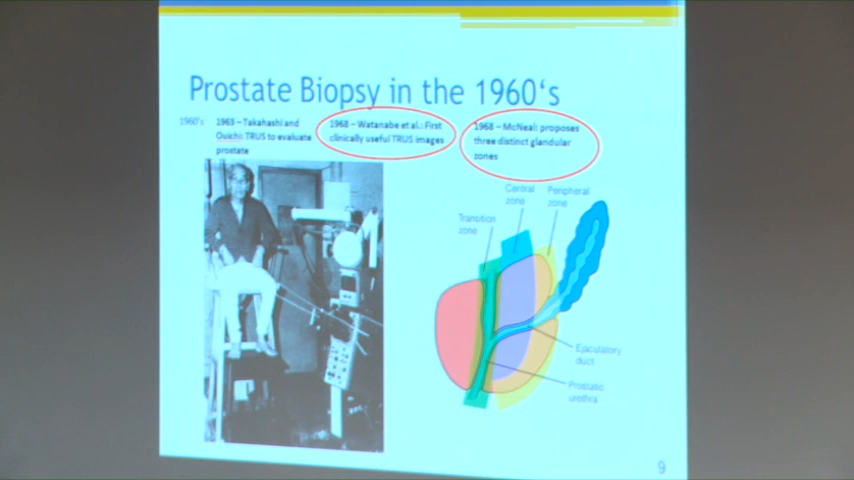 Prostate Biopsy in the 1960's
1960's
1963 – Takahashi and
Ouichi: TRUS to evaluate
prostate
1968 – Watanabe et al.: First
clinically useful TRUS images
1968 – McNeal: proposes
three distinct glandular
zones
Central
zone
Peripheral
zone
Transition
zone
Ejaculatory
duct
Prostatic
urethra
9